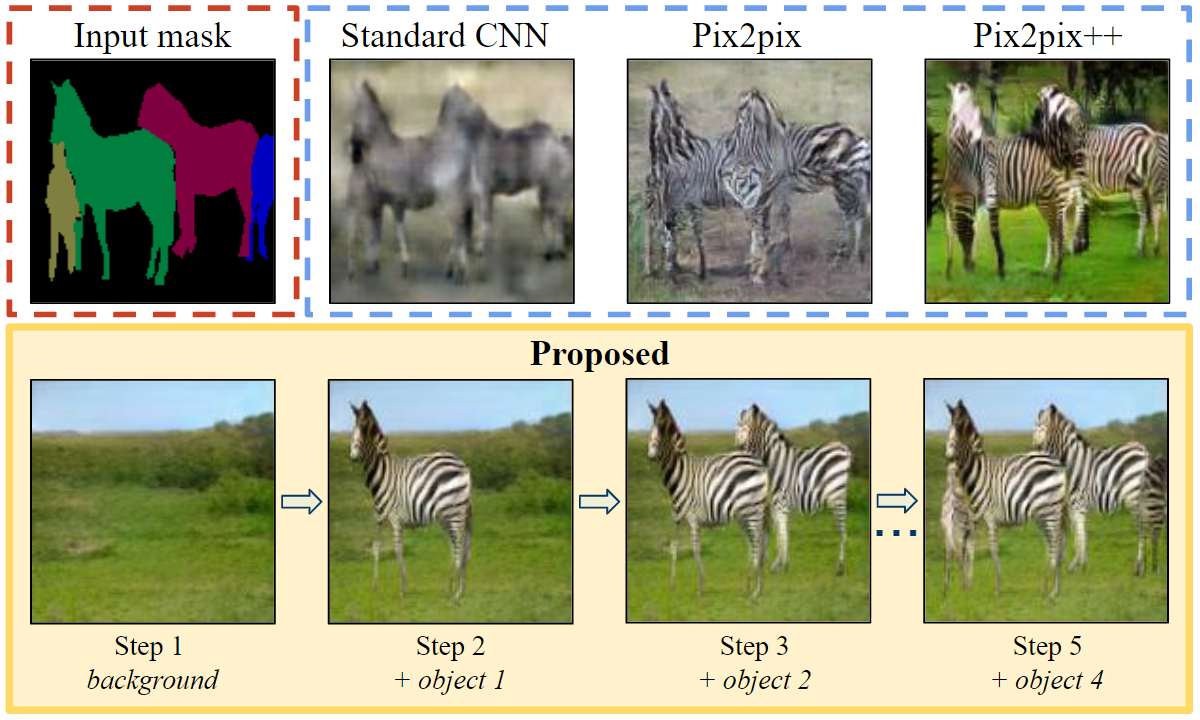 Input mask
Standard CNN
Pix2pix
Pix2pix++
Proposed
...
Step 1
background
Step 2
+ object 1
Step 3
+ object 2
Step 5
+ object 4